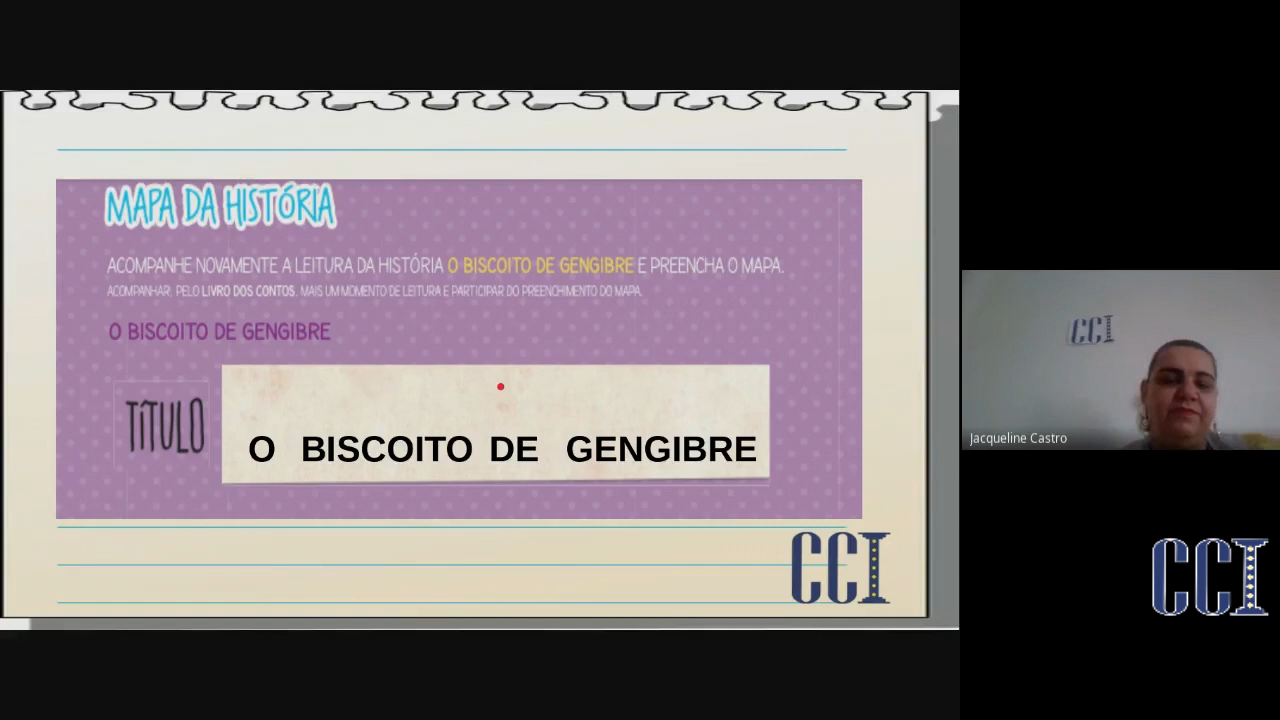 MAPA DA HISTÓRIA
ACOMPANHE NOVAMENTE A LEITURA DA HISTÓRIA O BISCOITO DE GENGIBRE E PREENCHA O MAPA.
ACOMPANHAR, PELO LIVRO DOS CONTOS, MAIS UM MOMENTO DE LEITURA E PARTICIPAR DO PREENCHIMENTO DO MAPA.
O BISCOITO DE GENGIBRE
TÍTULO
O BISCOITO DE GENGIBRE
CCI
CCI
Jacqueline Castro
CCI